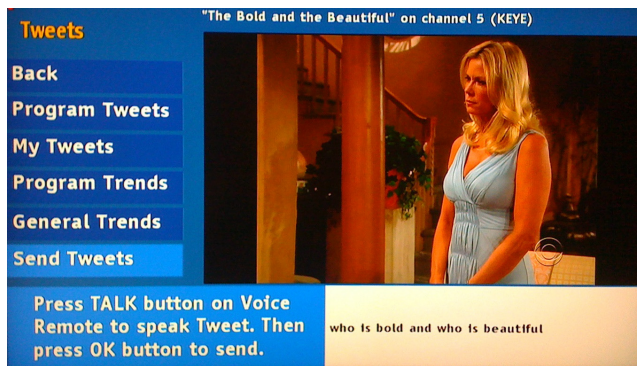 Tweets
"The Bold and the Beautiful" on channel 5 (KEYE)
Back
Program Tweets
My Tweets
Program Trends
General Trends
Send Tweets
Press TALK button on Voice
Remote to speak Tweet. Then
press OK button to send.
who is bold and who is beautiful